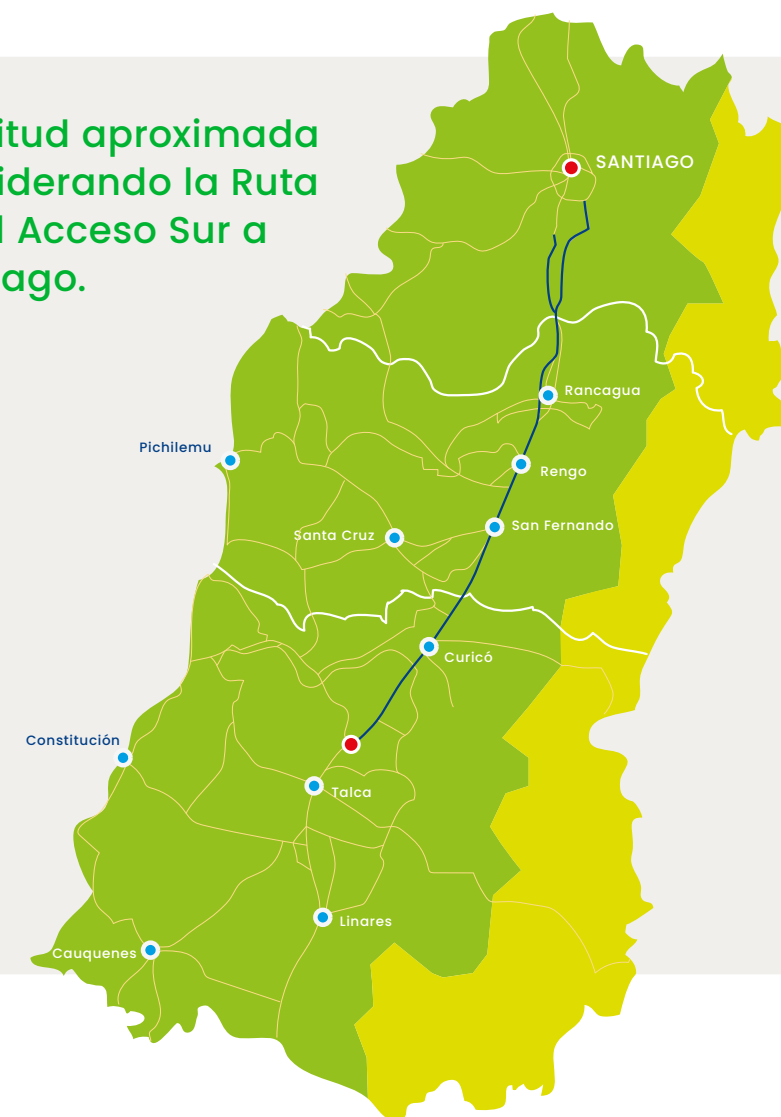 itud aproximada
iderando la Ruta
l Acceso Sur a
ago.
SANTIAGO
Rancagua
Pichilemu
Rengo
San Fernando
Santa Cruz
Curicó
Constitución
Talca
Linares
Cauquenes